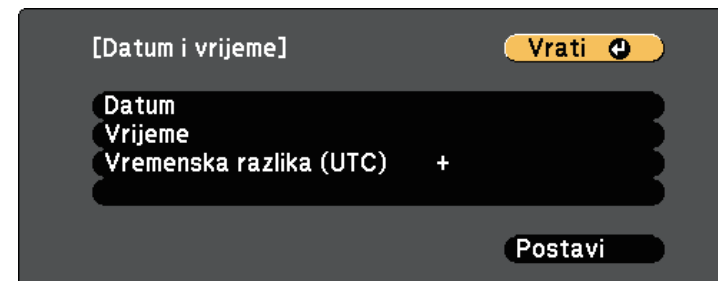 [Datum i vrijeme] Vrati
Datum
Vrijeme
Vremenska razlika (UTC) +
Postavi